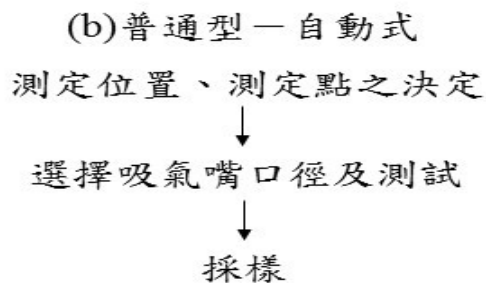 (b)普通型－自動式
測定位置、測定點之決定
選擇吸氣嘴口徑及測試
採樣